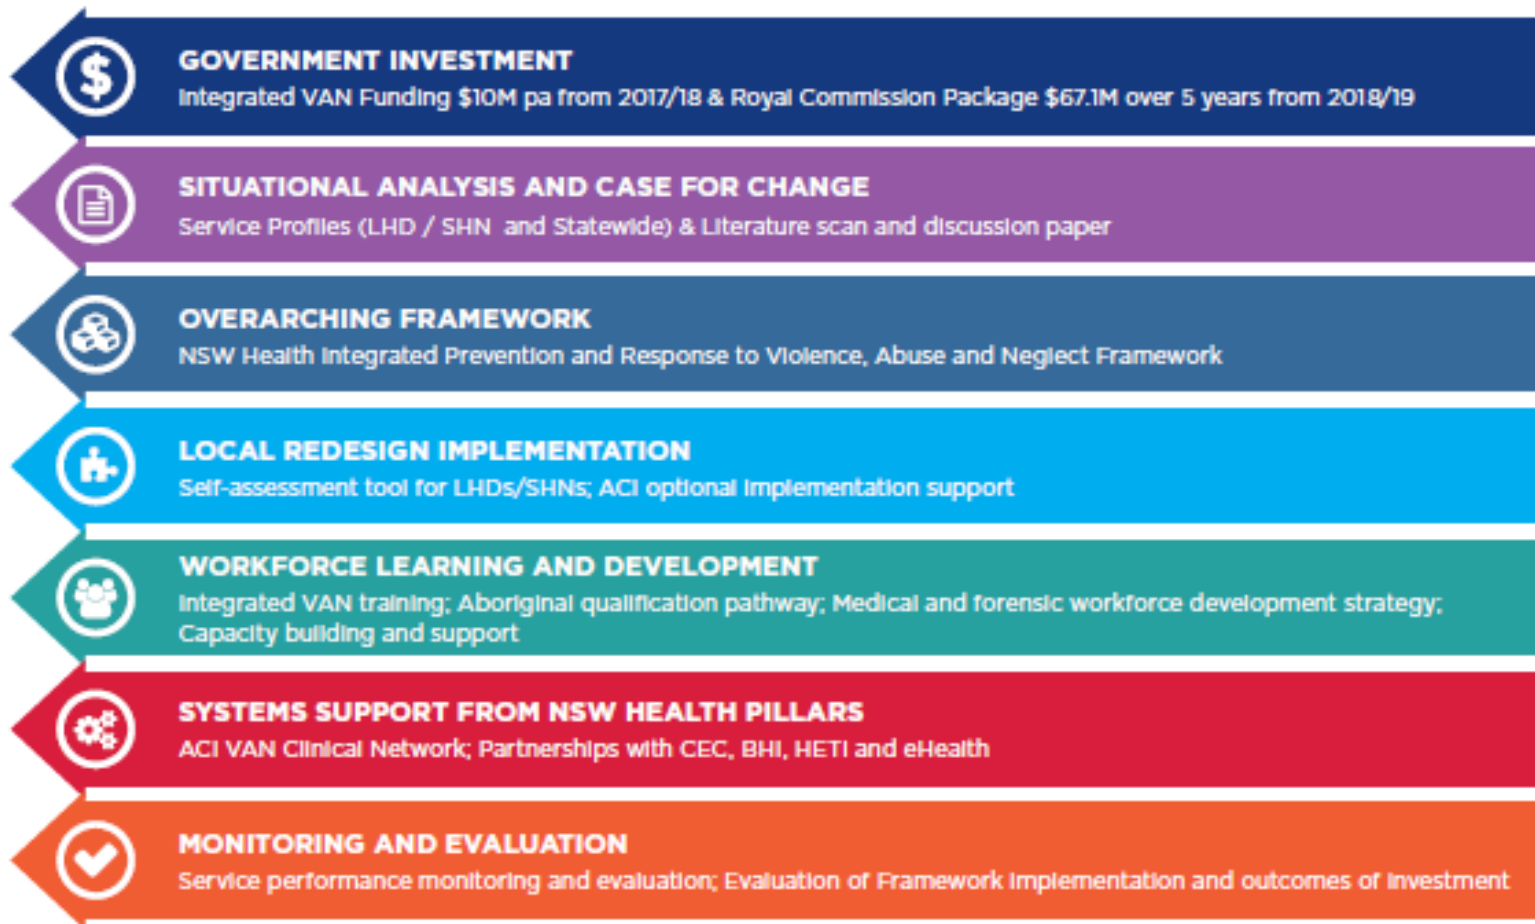 GOVERNMENT INVESTMENT
Integrated VAN Funding $10M pa from 2017/18 & Royal Commission Package $67.1M over 5 years from 2018/19
SITUATIONAL ANALYSIS AND CASE FOR CHANGE
Service Profiles (LHD / SHN and Statewide) & Literature scan and discussion paper
OVERARCHING FRAMEWORK
NSW Health Integrated Prevention and Response to Violence, Abuse and Neglect Framework
LOCAL REDESIGN IMPLEMENTATION
Self-assessment tool for LHDs/SHNs; ACI optional implementation support
WORKFORCE LEARNING AND DEVELOPMENT
Integrated VAN training; Aboriginal qualification pathway; Medical and forensic workforce development strategy;
Capacity building and support
SYSTEMS SUPPORT FROM NSW HEALTH PILLARS
ACI VAN Clinical Network; Partnerships with CEC, BHI, HETI and eHealth
MONITORING AND EVALUATION
Service performance monitoring and evaluation; Evaluation of Framework implementation and outcomes of investment